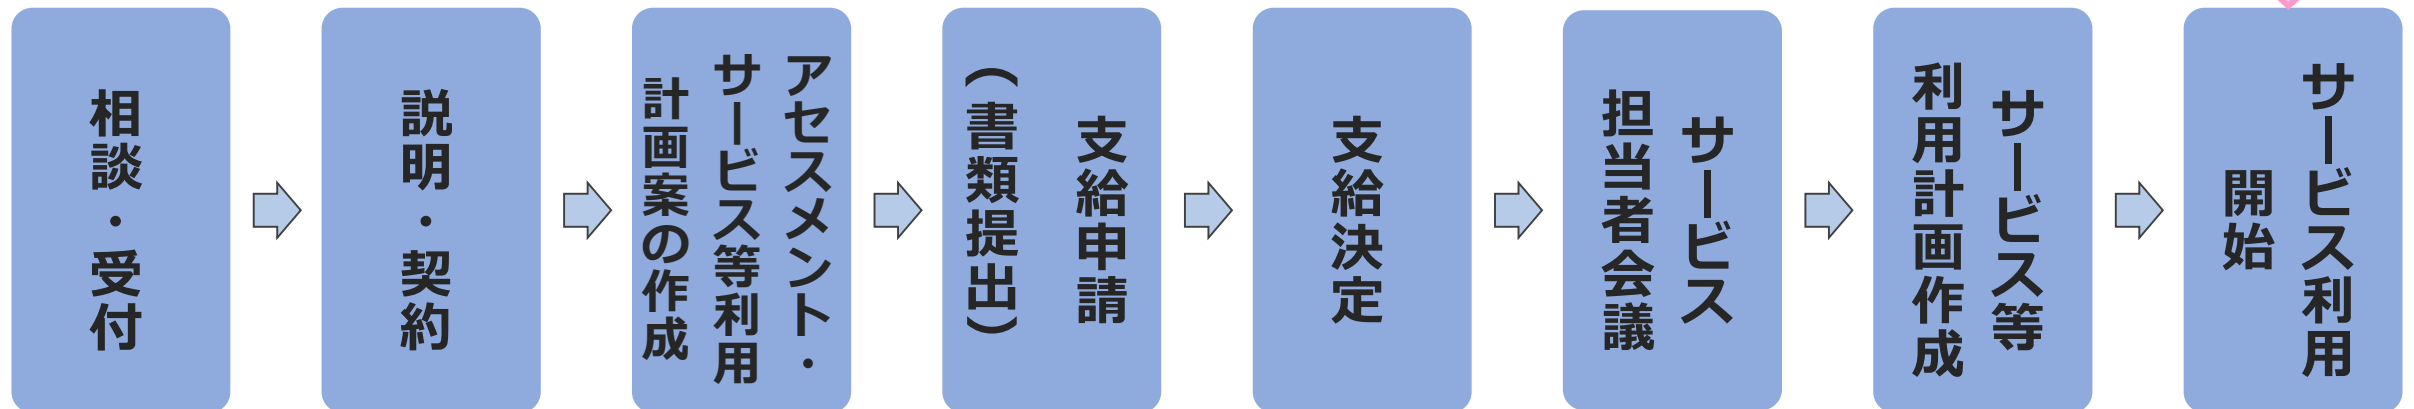 相談・受付
説明・契約
アセスメント・
サービス等利用
計画案の作成
支給申請
（書類提出）
支給決定
サービス
担当者会議
サービス等
利用計画作成
サービス利用
開始